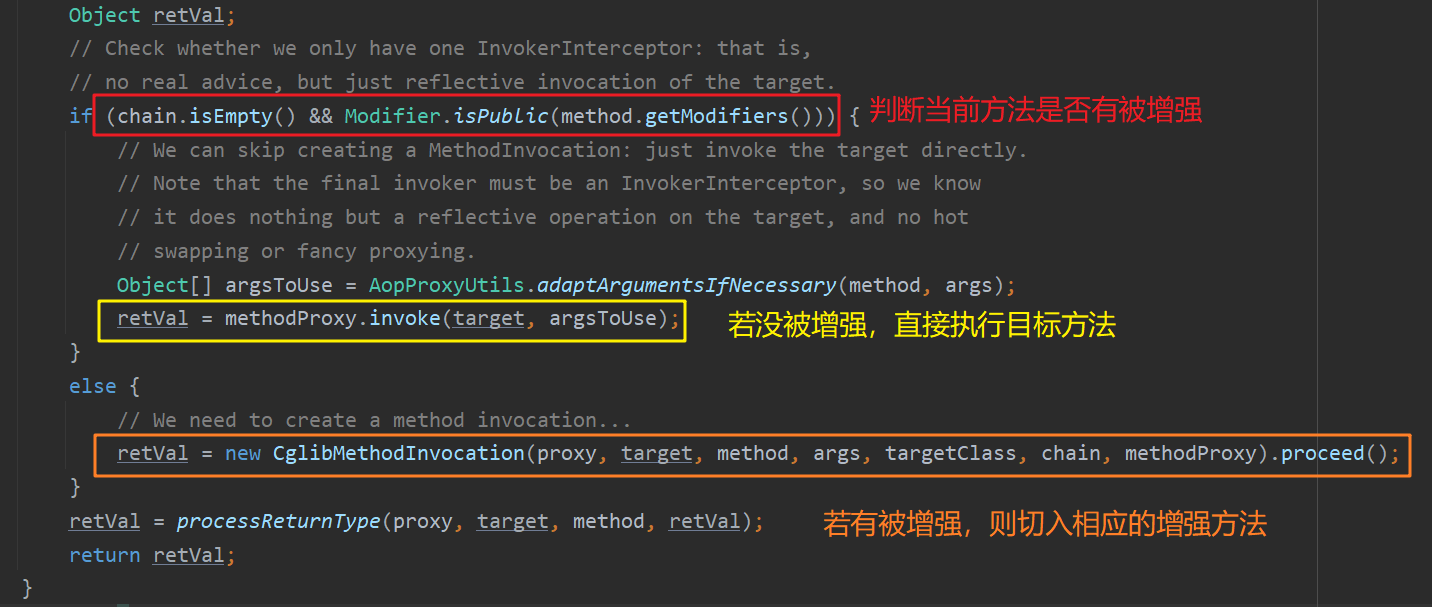 Object retVal;
// Check whether we only have one InvokerInterceptor: that is,
// no real advice, but just reflective invocation of the target.
if (chain.isEmpty() && Modifier.isPublic(method.getModifiers())) { 判断当前方法是否有被增强
// We can skip creating a MethodInvocation: just invoke the target directly.
// Note that the final invoker must be an InvokerInterceptor, so we know
// it does nothing but a reflective operation on the target, and no hot
// swapping or fancy proxying.
Object[] argsToUse = AopProxyUtils.adaptArgumentsIfNecessary(method, args);
retVal = methodProxy.invoke(target, argsToUse); 若没被增强，直接执行目标方法
}
else {
// We need to create a method invocation...
retVal = new CglibMethodInvocation(proxy, target, method, args, targetClass, chain, methodProxy).proceed();
}
retVal = processReturnType(proxy, target, method, retVal); 若有被增强，则切入相应的增强方法
return retVal;
}